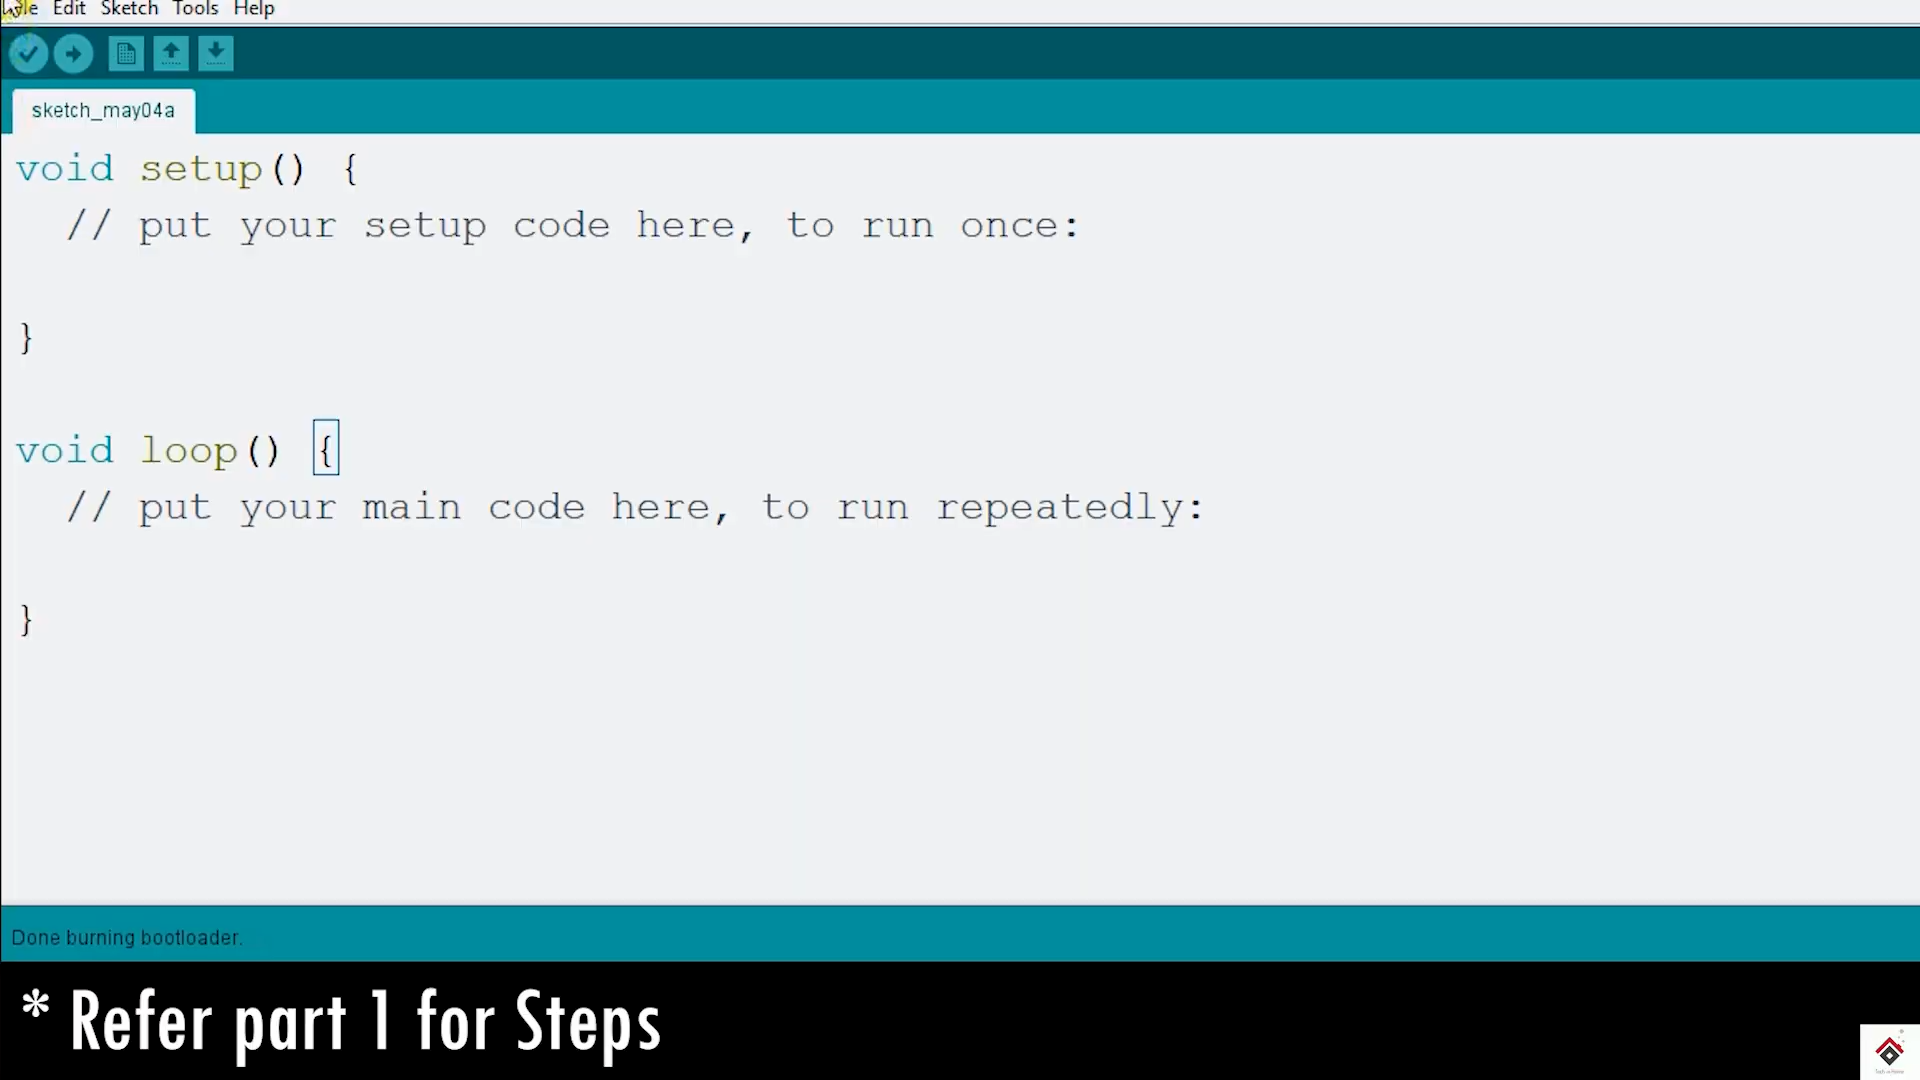 Edit Sketch Tools Help
sketch_may04a
void setup() {
// put your setup code here, to run once:
}
void loop() {
// put your main code here, to run repeatedly:
}
Done burning bootloader.
* Refer part 1 for Steps